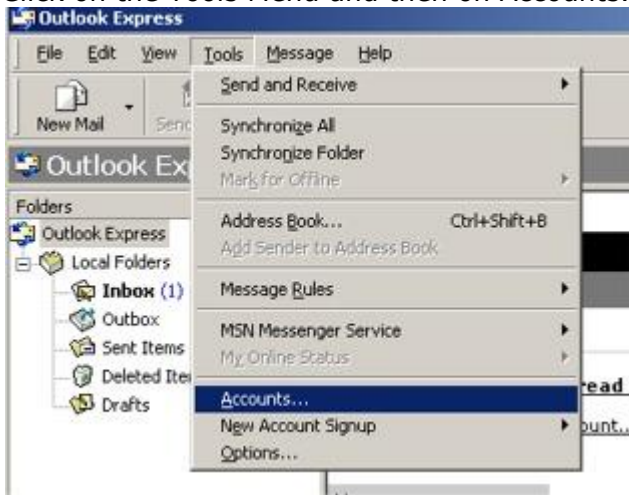 Click on the Tools Menu and then on Accounts.
Outlook Express
File Edit View Tools Message Help
New Mail
Send and Receive
Synchronize All
Synchronize Folder
Mark for Offline
Address Book... Ctrl+Shift+B
Add Sender to Address Book
Message Rules
MSN Messenger Service
My Online Status
Accounts...
New Account Signup
Options...
Outlook Ex
Folders
Outlook Express
Local Folders
Inbox (1)
Outbox
Sent Items
Deleted Ite
Drafts
ead
ount..